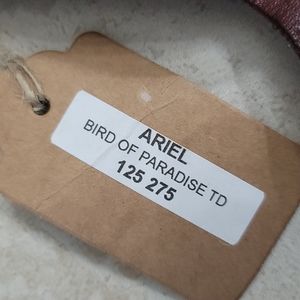 ARIEL
BIRD OF PARADISE TD
125 275